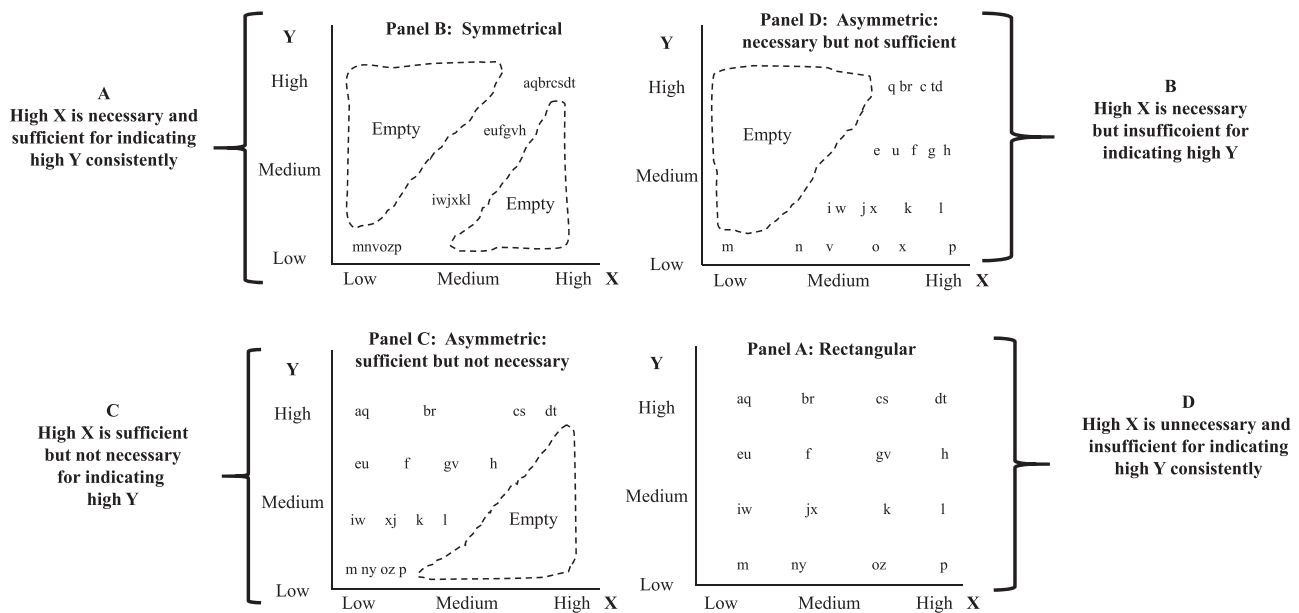 A
High X is necessary and
sufficient for indicating
high Y consistently
Panel B: Symmetrical
Y
High
Medium
Low
Empty
aqbrcsdt
eufgvh
iwjxkl
Empty
mnvozp
Low Medium High X
Panel D: Asymmetric:
necessary but not sufficient
Y
High
Medium
Low
Empty
q br c td
e u f g h
i w j x k l
m n v o x p
Low Medium High X
B
High X is necessary
but insufficoient for
indicating high Y
C
High X is sufficient
but not necessary
for indicating
high Y
Panel C: Asymmetric:
sufficient but not necessary
Y
High
Medium
Low
aq br cs dt
eu f gv h
iw xj k l
Empty
m ny oz p
Low Medium High X
Panel A: Rectangular
Y
High
Medium
Low
aq br cs dt
eu f gv h
iw jx k l
m ny oz p
Low Medium High X
D
High X is unnecessary and
insufficient for indicating
high Y consistently